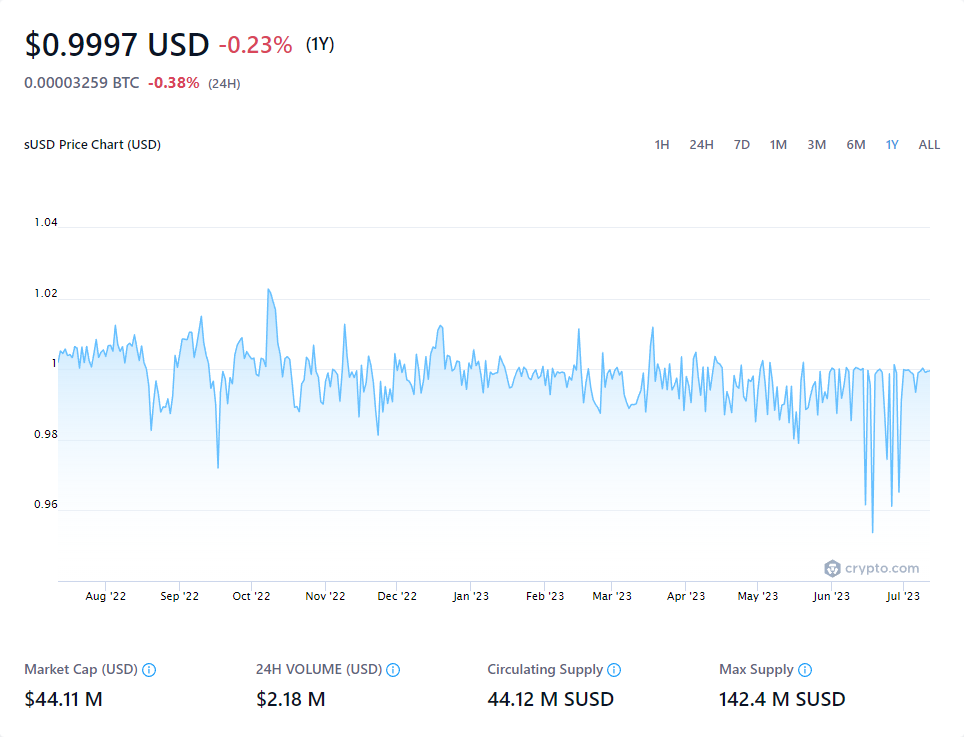 $0.9997 USD -0.23% (1Y)
0.00003259 BTC -0.38% (24H)
sUSD Price Chart (USD) 1H 24H 7D 1M 3M 6M 1Y ALL
1.04
1.02
1
0.98
0.96
crypto.com
Aug '22 Sep '22 Oct '22 Nov '22 Dec '22 Jan '23 Feb '23 Mar '23 Apr '23 May '23 Jun '23 Jul '23
Market Cap (USD) 24H VOLUME (USD) Circulating Supply Max Supply
$44.11 M $2.18 M 44.12 M SUSD 142.4 M SUSD